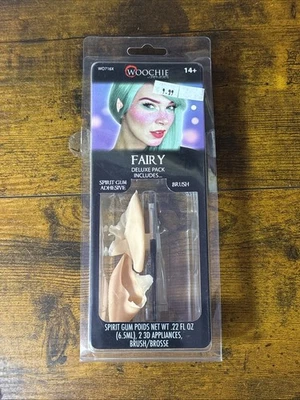 WOOCHIE
14+
FAIRY
DELUXE PACK
INCLUDES...
SPIRIT GUM
ADHESIVE
BRUSH
SPIRIT GUM POIDS NET WT .22 FL OZ
(6.5ML), 2 3D APPLIANCES,
BRUSH/BROSSE